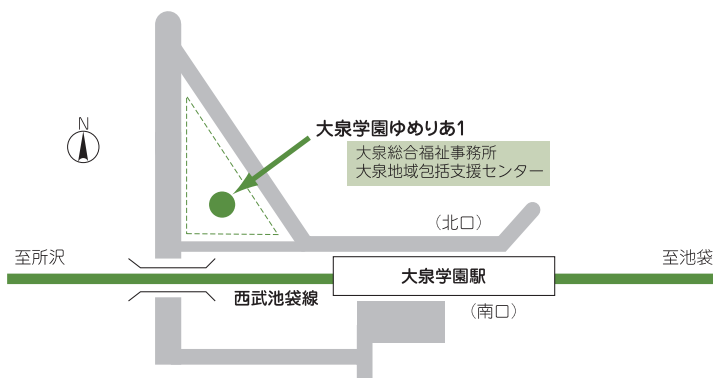 N
大泉学園ゆめりあ1
大泉総合福祉事務所
大泉地域包括支援センター
（北口）
至所沢
至池袋
大泉学園駅
西武池袋線
（南口）